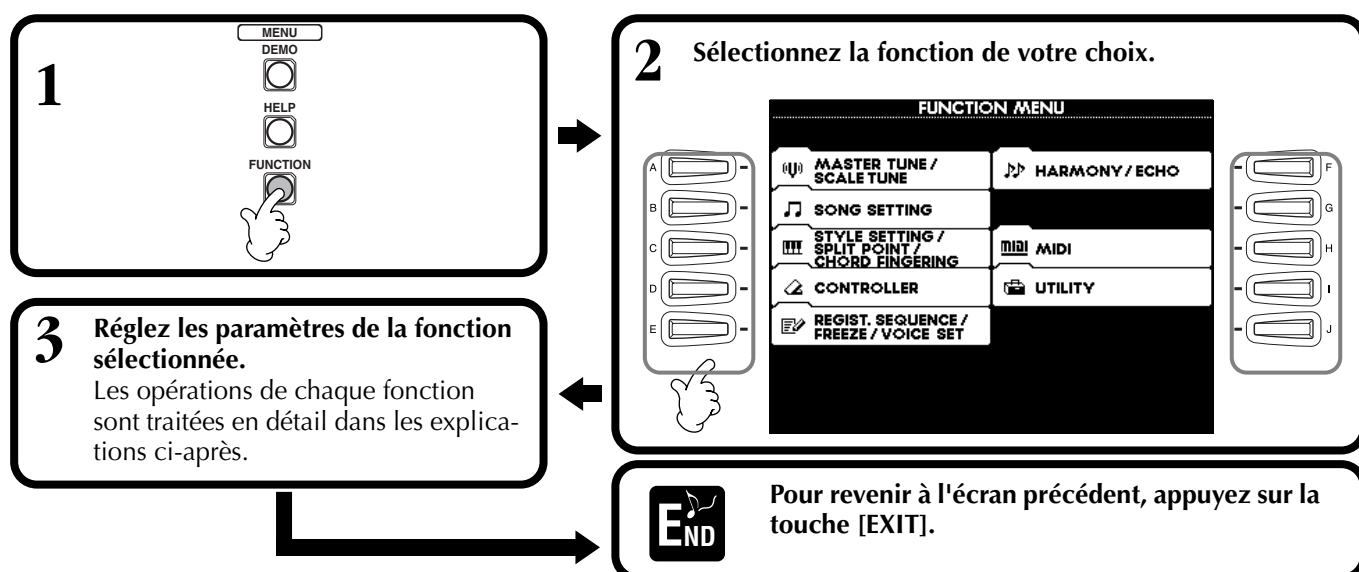 1
MENU
DEMO
HELP
FUNCTION
2
Sélectionnez la fonction de votre choix.
FUNCTION MENU
A
B
C
D
E
MASTER TUNE /
SCALE TUNE
SONG SETTING
STYLE SETTING /
SPLIT POINT /
CHORD FINGERING
CONTROLLER
REGIST. SEQUENCE /
FREEZE / VOICE SET
HARMONY / ECHO
MIDI MIDI
UTILITY
F
G
H
I
J
3
Réglez les paramètres de la fonction
sélectionnée.
Les opérations de chaque fonction
sont traitées en détail dans les explica-
tions ci-après.
END
Pour revenir à l'écran précédent, appuyez sur la
touche [EXIT].